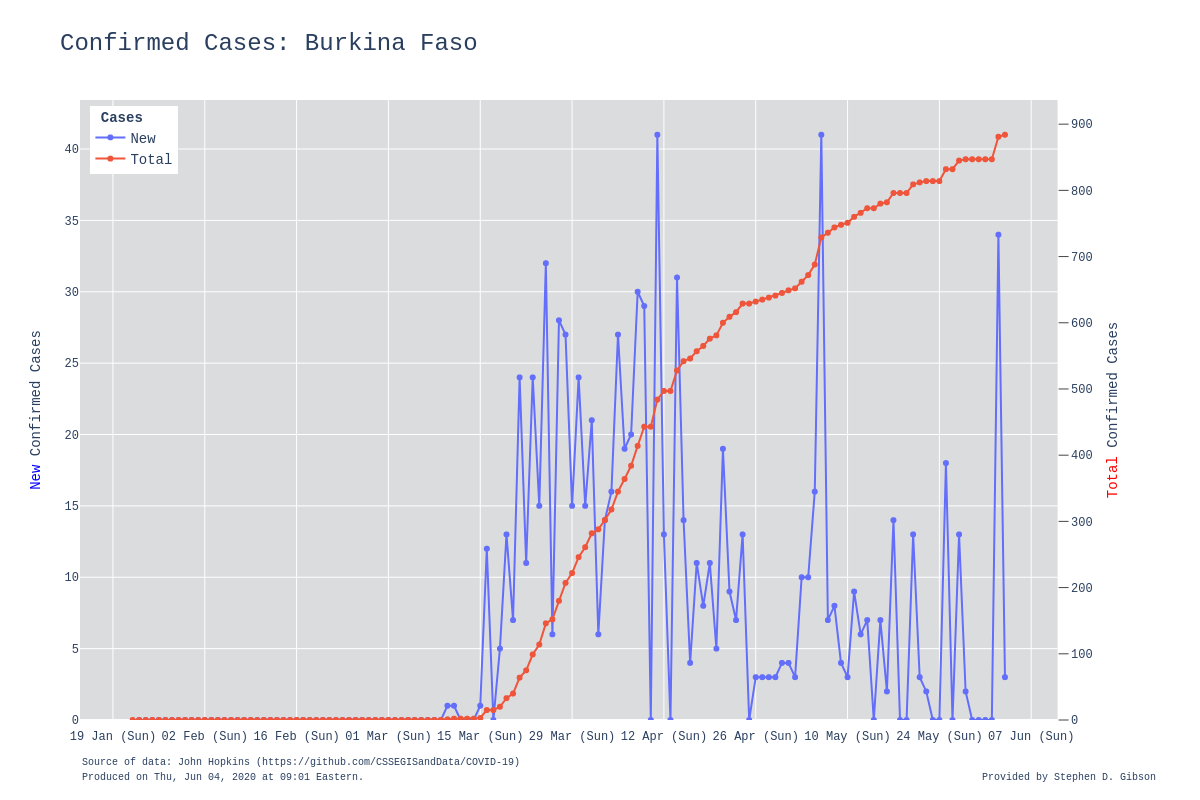 Confirmed Cases: Burkina Faso
Cases
New
Total
40
35
30
25
20
15
10
5
0
New Confirmed Cases
900
800
700
600
500
400
300
200
100
0
Total Confirmed Cases
19 Jan (Sun) 02 Feb (Sun) 16 Feb (Sun) 01 Mar (Sun) 15 Mar (Sun) 29 Mar (Sun) 12 Apr (Sun) 26 Apr (Sun) 10 May (Sun) 24 May (Sun) 07 Jun (Sun)
Source of data: John Hopkins (https://github.com/CSSEGISandData/COVID-19)
Produced on Thu, Jun 04, 2020 at 09:01 Eastern.
Provided by Stephen D. Gibson